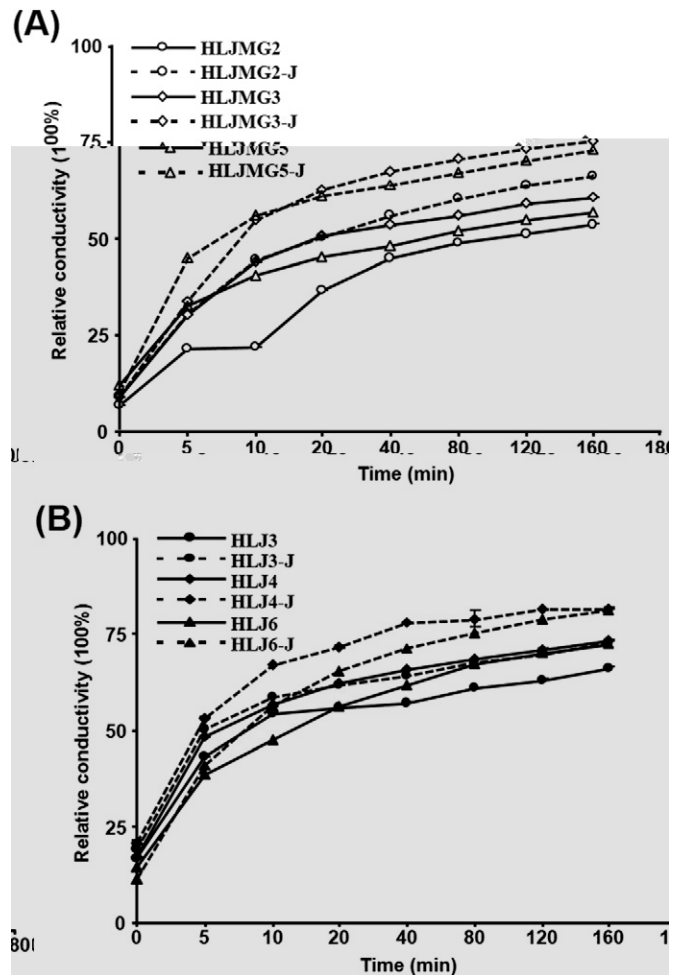 (A)
HLJMG2
HLJMG2-J
HLJMG3
HLJMG3-J
HLJMG5
HLJMG5-J
100
75
50
25
0
Relative conductivity (100%)
0 5 10 20 40 80 120 160 180
Time (min)
(B)
HLJ3
HLJ3-J
HLJ4
HLJ4-J
HLJ6
HLJ6-J
100
75
50
25
0
Relative conductivity (100%)
0 5 10 20 40 80 120 160 1
Time (min)